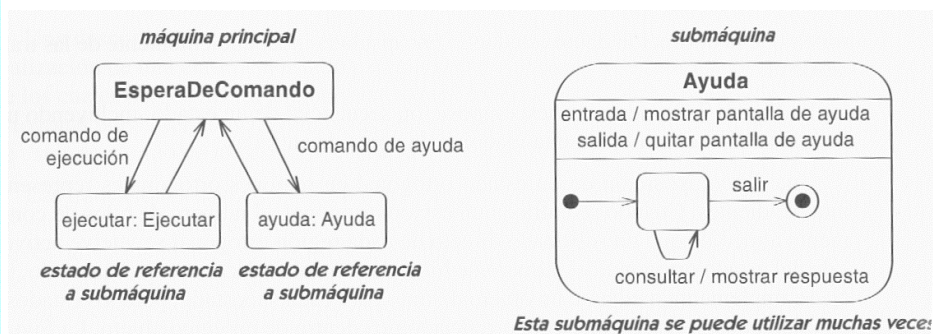 máquina principal
EsperaDeComando
comando de
ejecución
comando de ayuda
ejecutar: Ejecutar
ayuda: Ayuda
estado de referencia
a submáquina
estado de referencia
a submáquina
submáquina
Ayuda
entrada / mostrar pantalla de ayuda
salida / quitar pantalla de ayuda
salir
consultar / mostrar respuesta
Esta submáquina se puede utilizar muchas veces